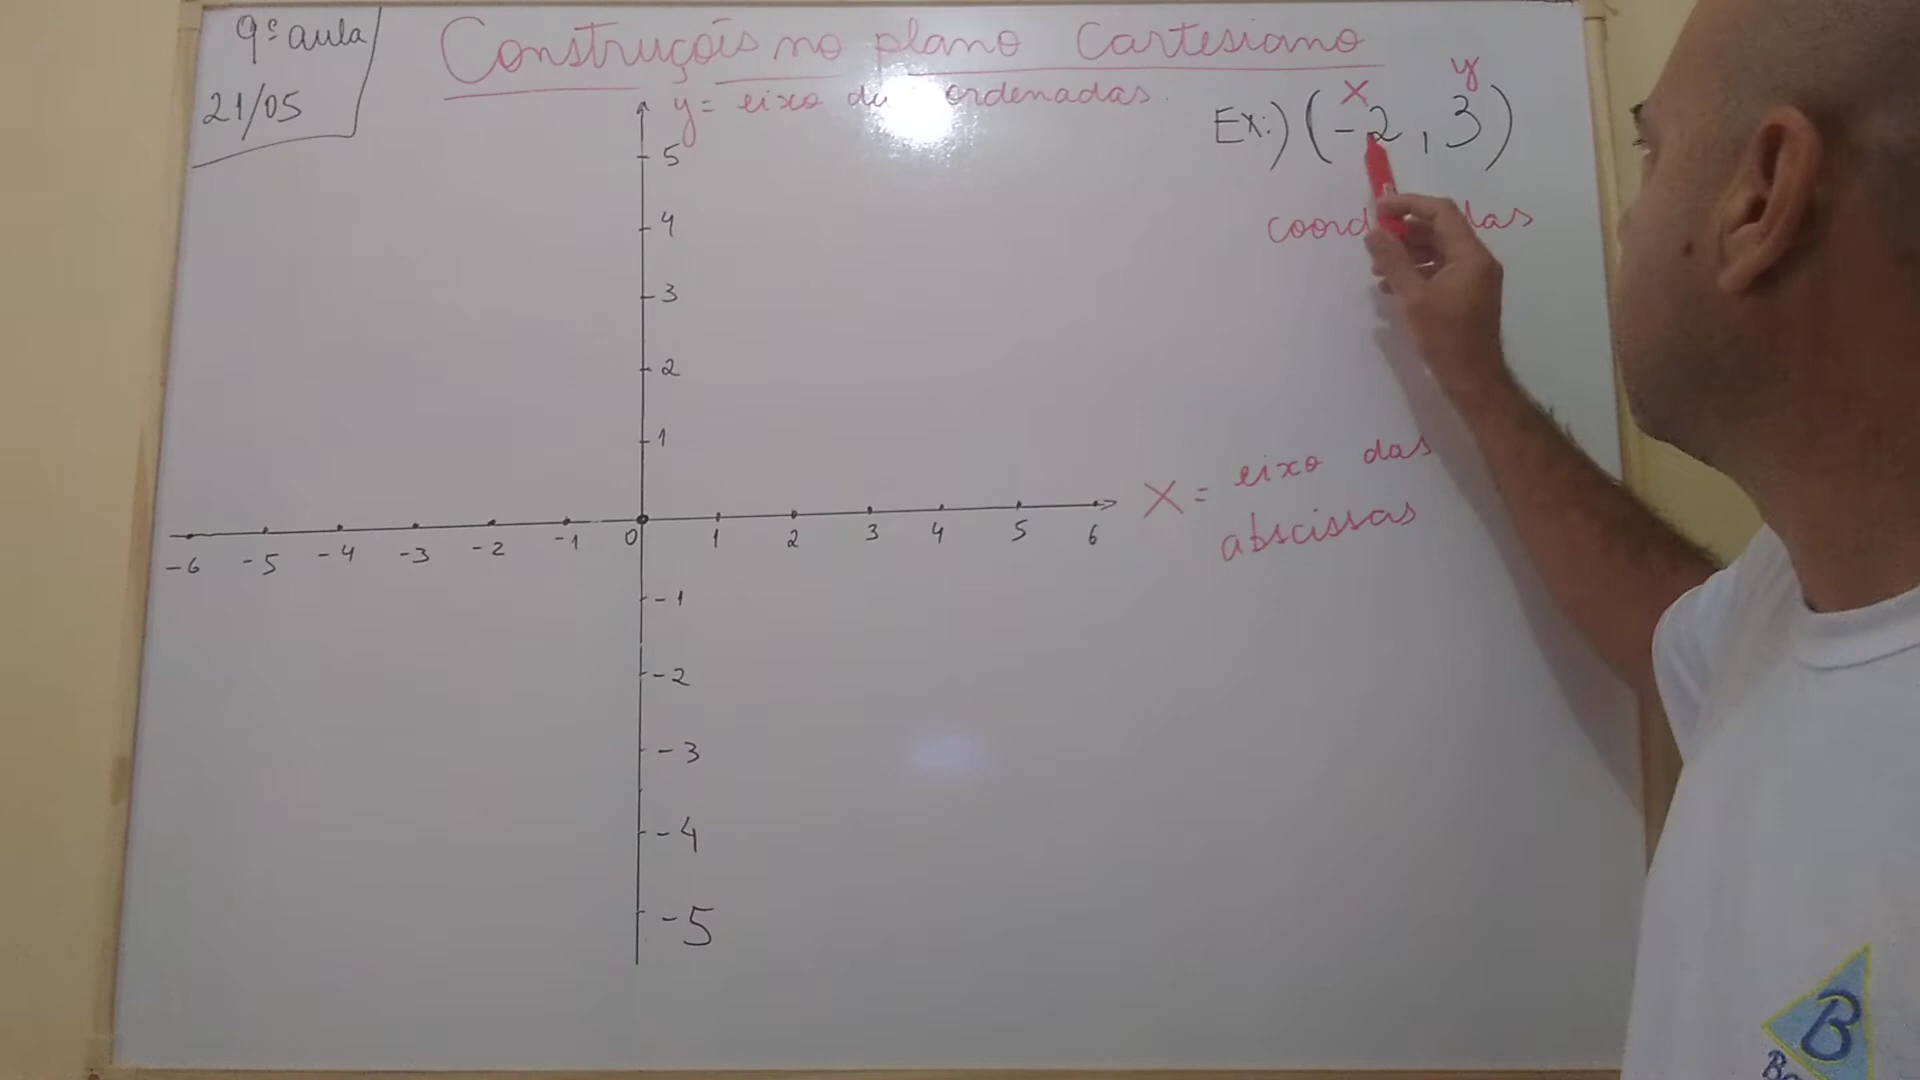 9ª aula
21/05
Construções no plano Cartesiano
y = eixo das ordenadas.
Ex:) (-2, 3)
x y
5
4
3
2
1
-6 -5 -4 -3 -2 -1 0 1 2 3 4 5 6
X = eixo das
abscissas
-1
-2
-3
-4
-5
B